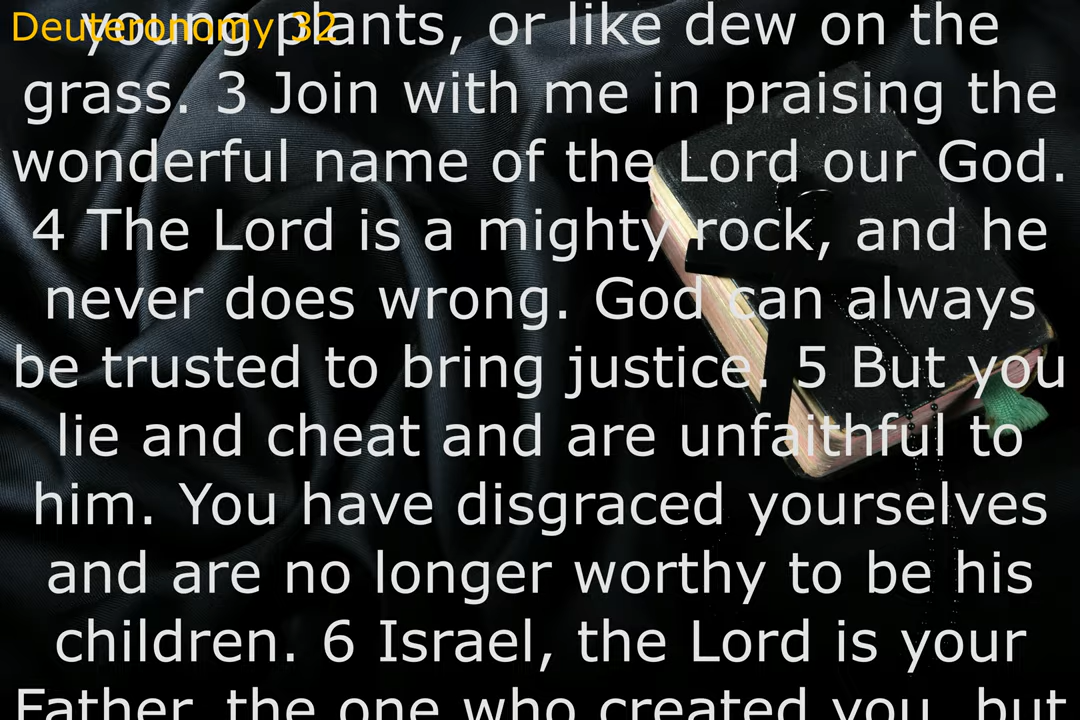 Deuteronomy 32
young plants, or like dew on the
grass. 3 Join with me in praising the
wonderful name of the Lord our God.
4 The Lord is a mighty rock, and he
never does wrong. God can always
be trusted to bring justice. 5 But you
lie and cheat and are unfaithful to
him. You have disgraced yourselves
and are no longer worthy to be his
children. 6 Israel, the Lord is your
Father, the one who created you, but